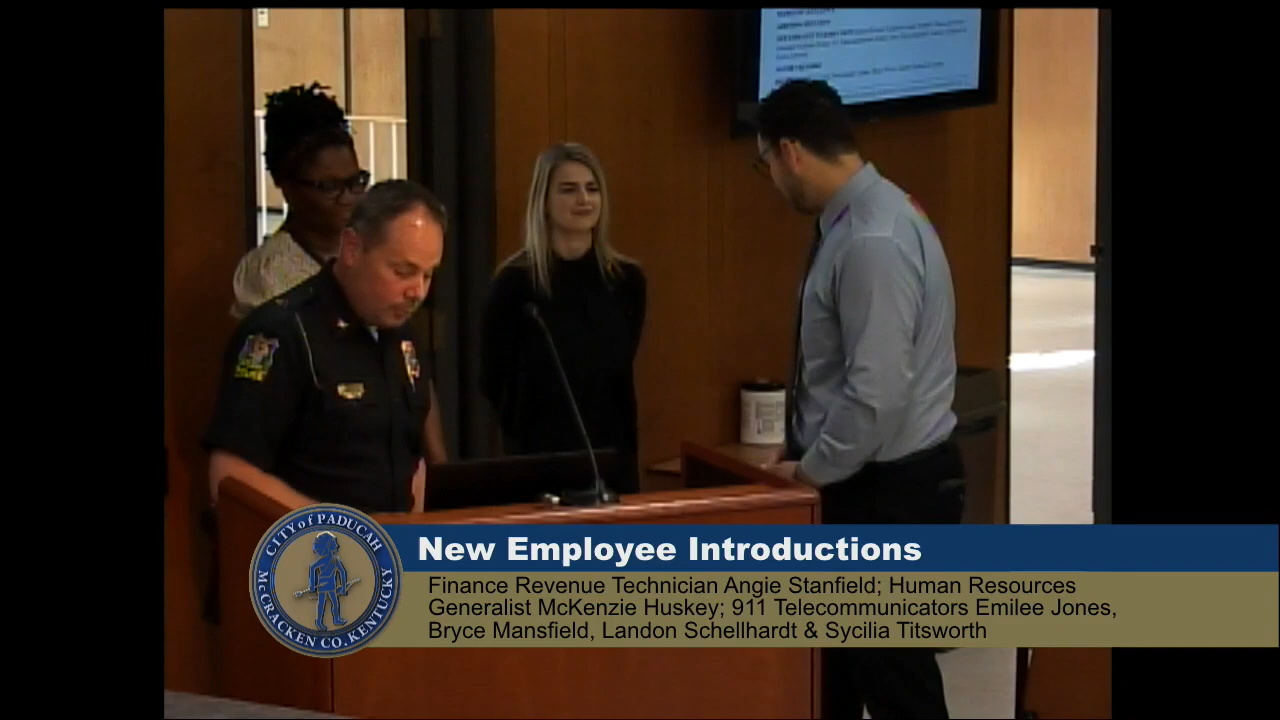 New Employee Introductions
Finance Revenue Technician Angie Stanfield; Human Resources
Generalist McKenzie Huskey; 911 Telecommunicators Emilee Jones,
Bryce Mansfield, Landon Schellhardt & Sycilia Titsworth
CITY of PADUCAH
McCRACKEN CO. KENTUCKY